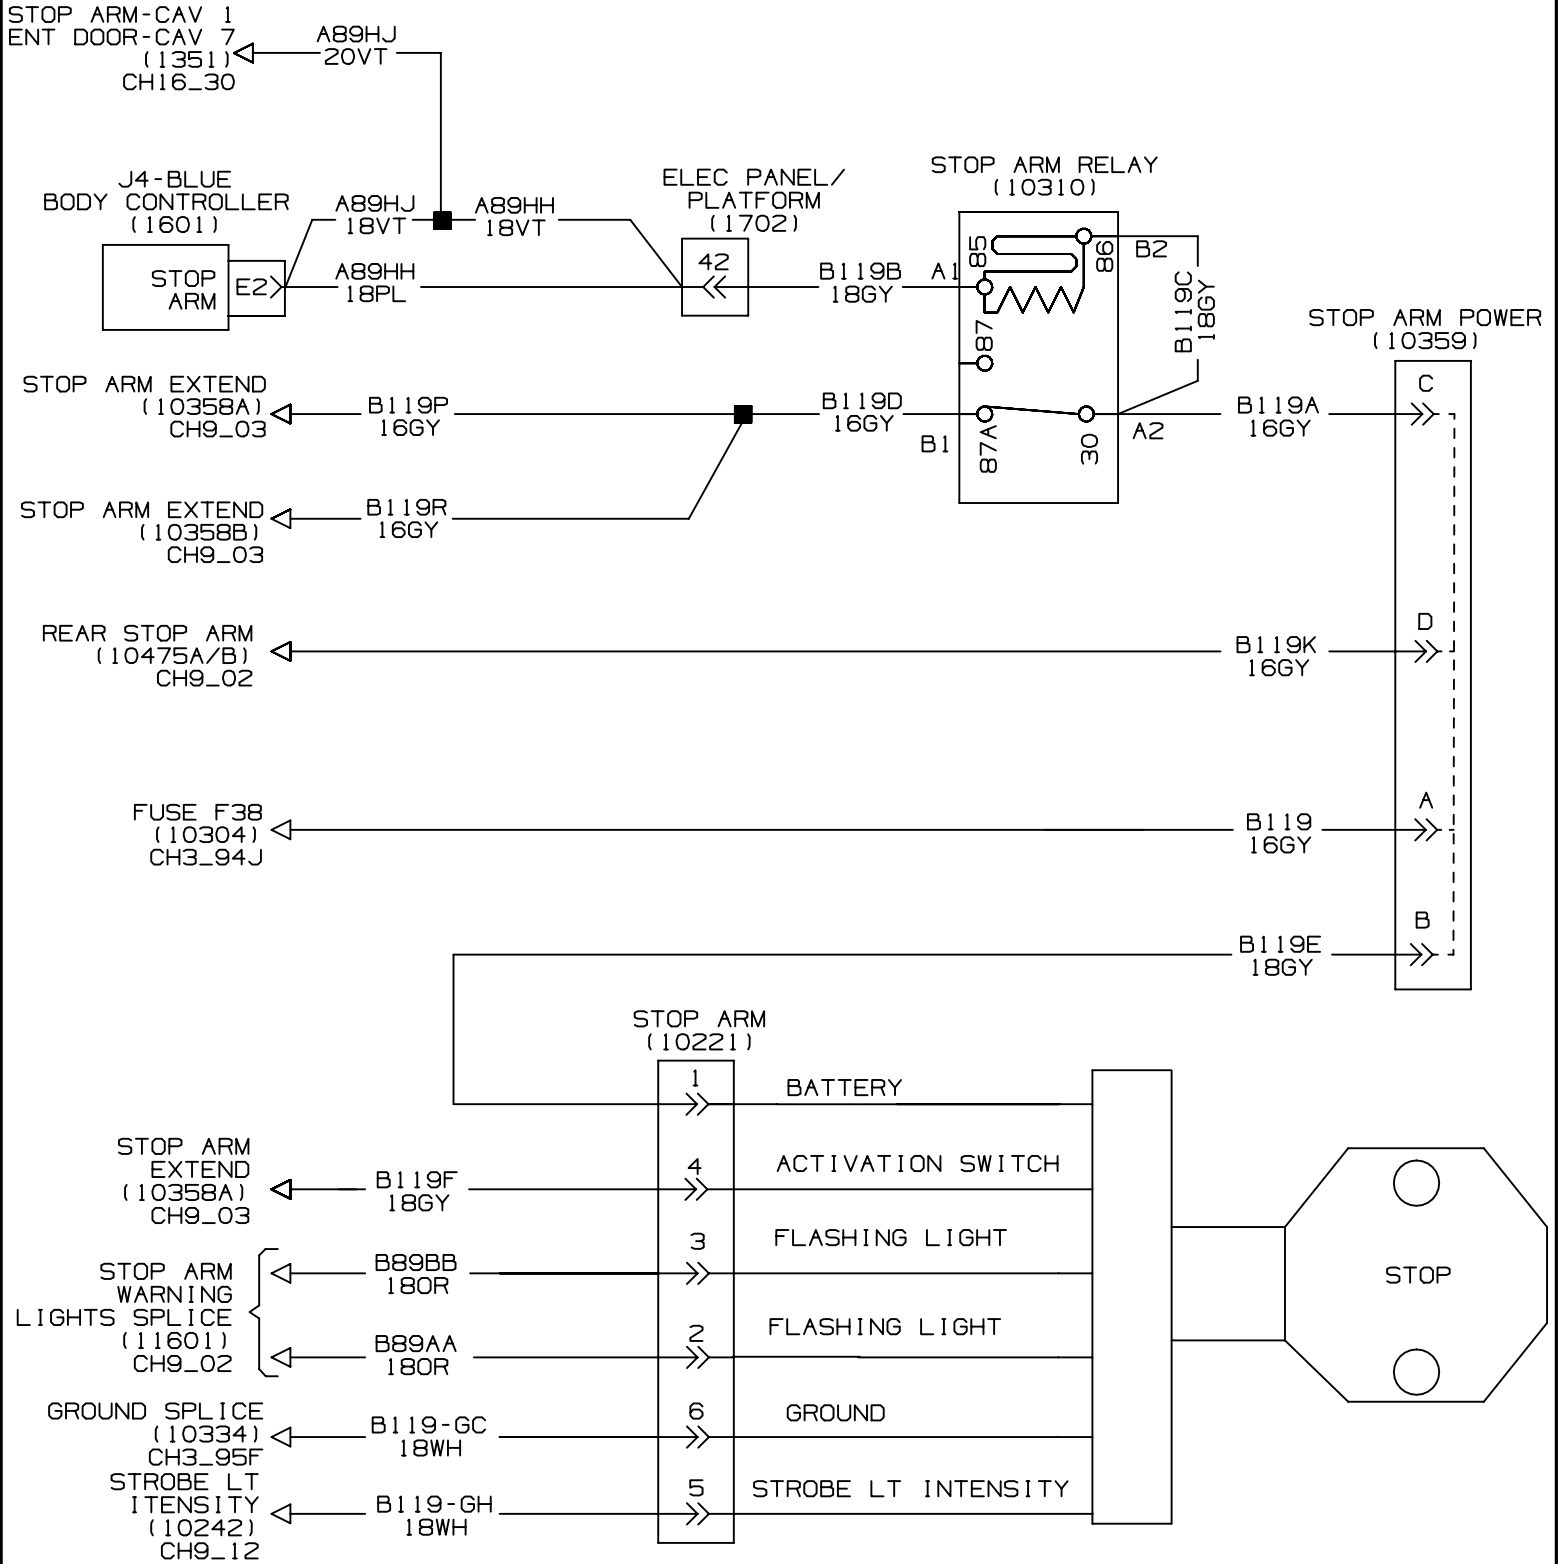 STOP ARM-CAV 1
ENT DOOR-CAV 7
(1351)
CH16_30
A89HJ
20VT
J4-BLUE
BODY CONTROLLER
(1601)
STOP
ARM
E2
A89HJ
18VT
A89HH
18VT
A89HH
18PL
ELEC PANEL/
PLATFORM
(1702)
42
B119B
18GY
A1
STOP ARM RELAY
(10310)
85
86
87
87A
30
B2
B119C
18GY
B1
A2
STOP ARM POWER
(10359)
C
STOP ARM EXTEND
(10358A)
CH9_03
B119P
16GY
B119D
16GY
B119A
16GY
STOP ARM EXTEND
(10358B)
CH9_03
B119R
16GY
REAR STOP ARM
(10475A/B)
CH9_02
B119K
16GY
D
FUSE F38
(10304)
CH3_94J
B119
16GY
A
B119E
18GY
B
STOP ARM
(10221)
1
BATTERY
STOP ARM
EXTEND
(10358A)
CH9_03
B119F
18GY
4
ACTIVATION SWITCH
STOP ARM
WARNING
LIGHTS SPLICE
(11601)
CH9_02
B89BB
18OR
3
FLASHING LIGHT
B89AA
18OR
2
FLASHING LIGHT
STOP
GROUND SPLICE
(10334)
CH3_95F
B119-GC
18WH
6
GROUND
STROBE LT
ITENSITY
(10242)
CH9_12
B119-GH
18WH
5
STROBE LT INTENSITY